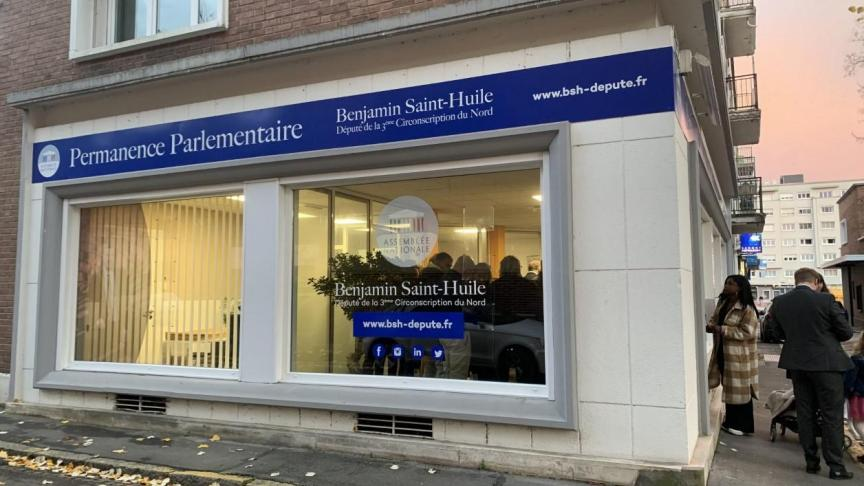 Permanence Parlementaire
Benjamin Saint-Huile
Député de la 3ème Circonscription du Nord
www.bsh-depute.fr
ASSEMBLÉE
NATIONALE
Benjamin Saint-Huile
Député de la 3ème Circonscription du Nord
www.bsh-depute.fr